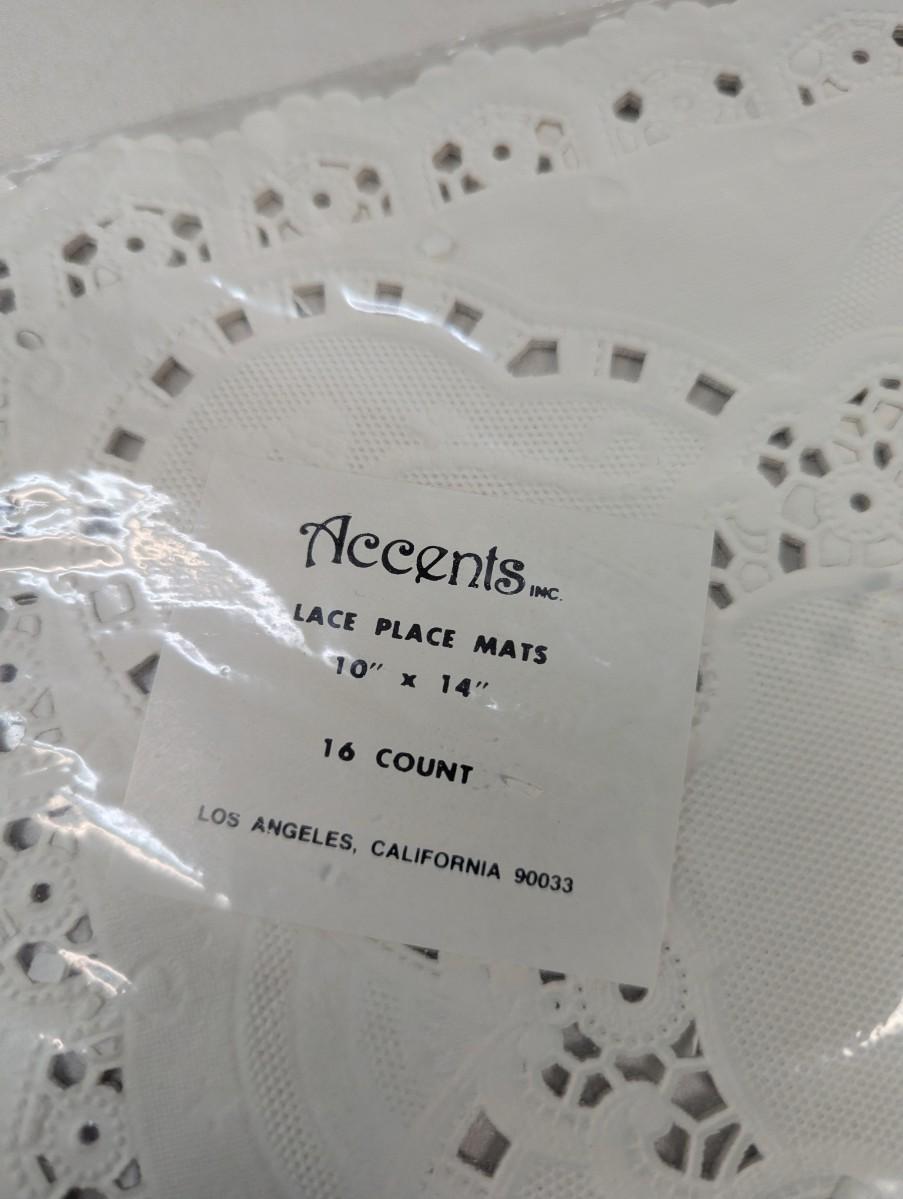 Accents INC.
LACE PLACE MATS
10" x 14"
16 COUNT
LOS ANGELES, CALIFORNIA 90033